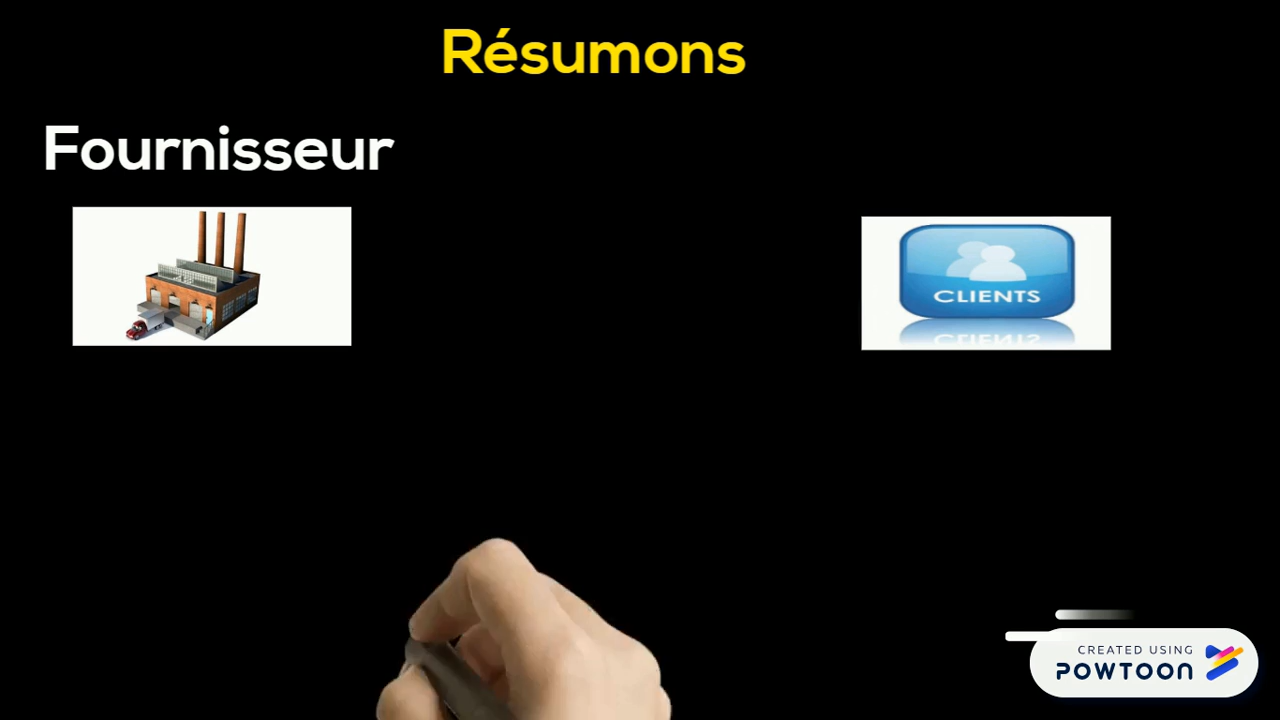 Résumons
Fournisseur
CLIENTS
CREATED USING
POWTOON